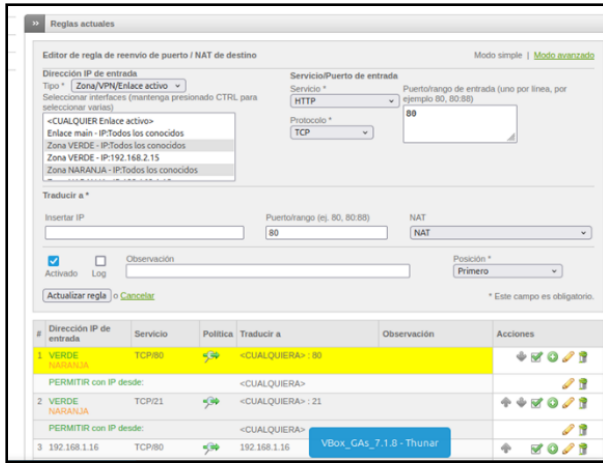 Reglas actuales
Editor de regla de reenvío de puerto / NAT de destino
Modo simple | Modo avanzado
Dirección IP de entrada
Tipo * Zona/VPN/Enlace activo
Seleccionar interfaces (mantenga presionado CTRL para
seleccionar varias)
<CUALQUIER Enlace activo>
Enlace main - IP:Todos los conocidos
Zona VERDE - IP:Todos los conocidos
Zona VERDE - IP:192.168.2.15
Zona NARANJA - IP:Todos los conocidos
Servicio/Puerto de entrada
Servicio *
HTTP
Protocolo *
TCP
Puerto/rango de entrada (uno por línea, por
ejemplo 80, 80:88)
80
Traducir a *
Insertar IP
Puerto/rango (ej. 80, 80:88)
80
NAT
NAT
Activado
Log
Observación
Posición *
Primero
Actualizar regla o Cancelar
* Este campo es obligatorio.
# Dirección IP de entrada Servicio Política Traducir a Observación Acciones
1 VERDE TCP/80 <CUALQUIERA> : 80
NARANJA
PERMITIR con IP desde: <CUALQUIERA>
2 VERDE TCP/21 <CUALQUIERA> : 21
NARANJA
PERMITIR con IP desde: <CUALQUIERA>
3 192.168.1.16 TCP/80 192.168.1.16
VBox_GAs_7.1.8 - Thunar